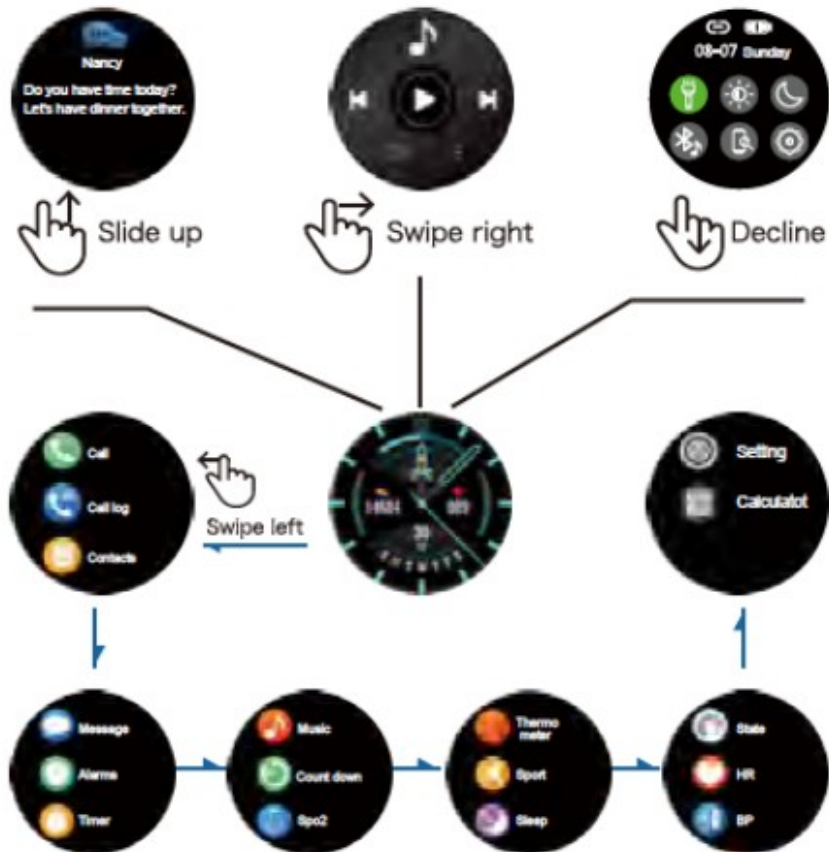 Nancy
Do you have time today?
Let's have dinner together.
08-07 Sunday
Slide up
Swipe right
Decline
Call
Call log
Contacts
Swipe left
Setting
Calculatot
Message
Alarms
Timer
Music
Count down
Spo2
Thermo
meter
Sport
Sleep
State
HR
BP